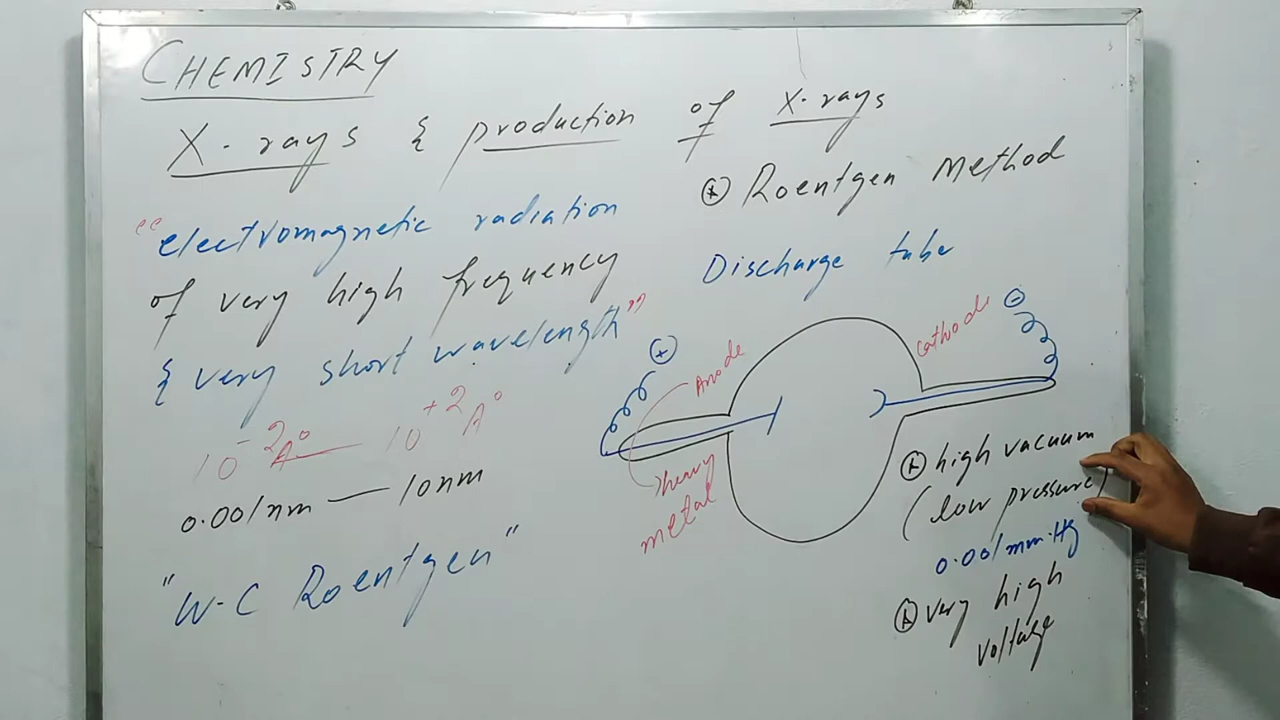 CHEMISTRY
X-rays & production of X-rays
"electromagnetic radiation
of very high frequency
& very short wavelength"
10⁻²A° — 10⁺²A°
0.001nm — 10nm
"W-C Roentgen"
Roentgen Method
Discharge tube
+ Anode
Cathode -
heavy
metal
high vacuum
(low pressure)
0.001mm.Hg
very high
voltage